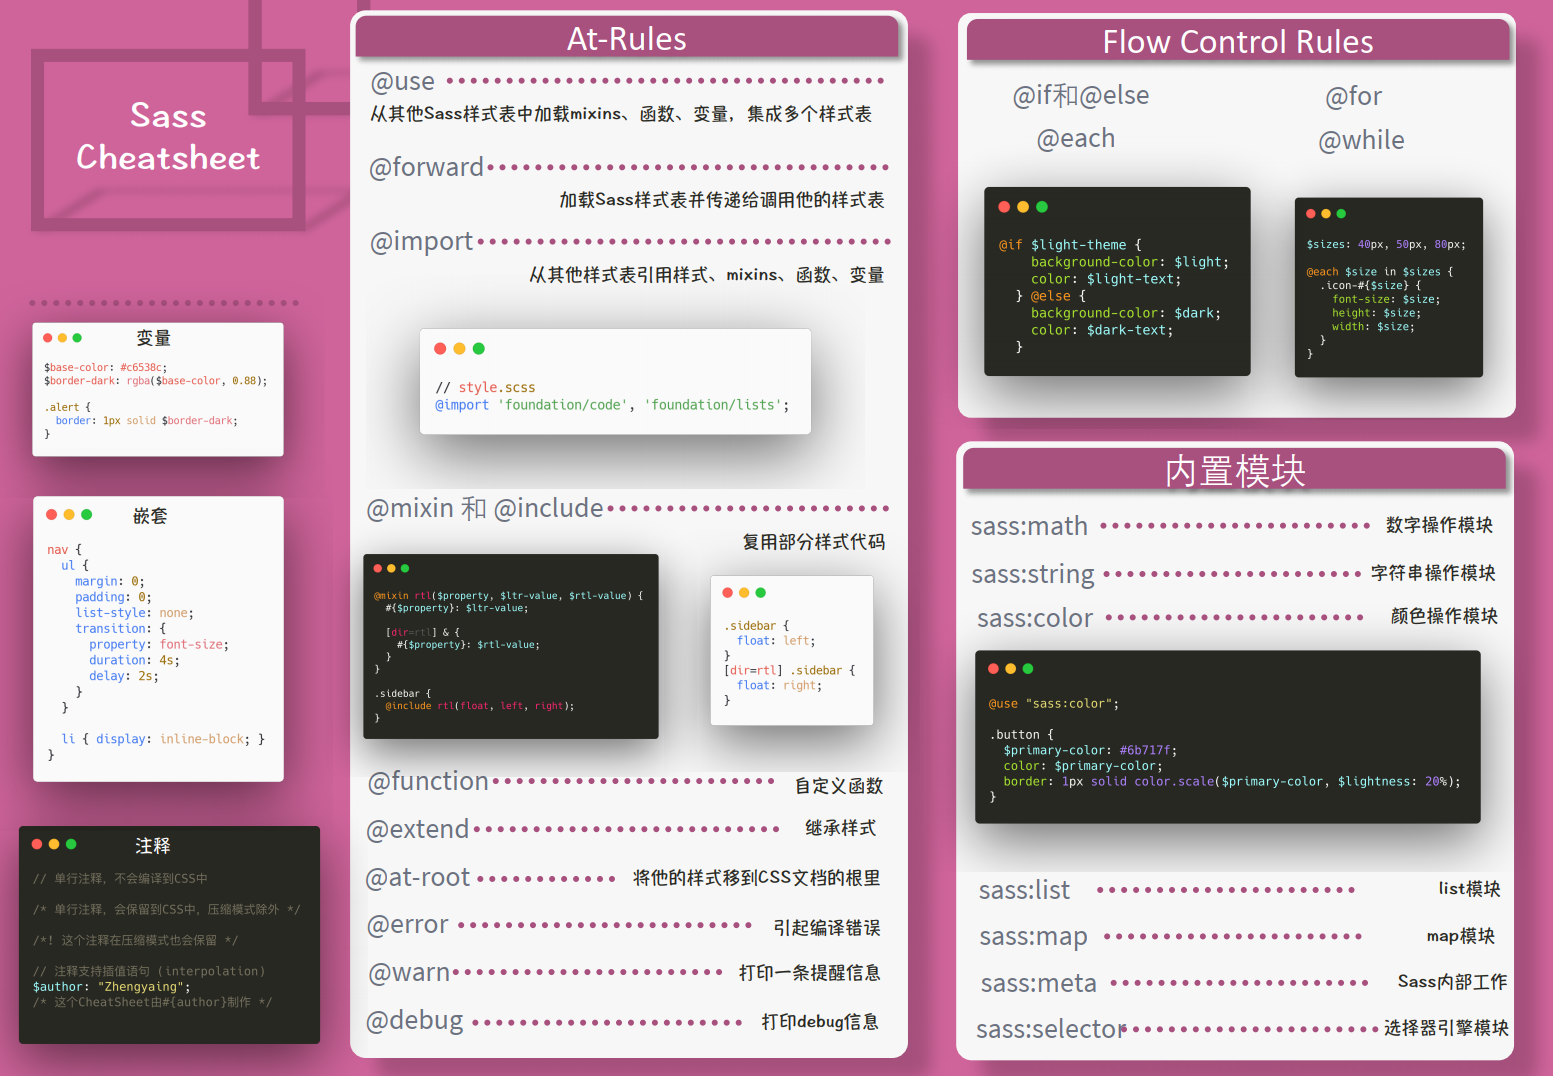 Sass
Cheatsheet
变量
$base-color: #c6538c;
$border-dark: rgba($base-color, 0.88);
.alert {
border: 1px solid $border-dark;
}
嵌套
nav {
ul {
margin: 0;
padding: 0;
list-style: none;
transition: {
property: font-size;
duration: 4s;
delay: 2s;
}
}
li { display: inline-block; }
}
注释
// 单行注释，不会编译到CSS中
/* 单行注释，会保留到CSS中，压缩模式除外 */
/*! 这个注释在压缩模式也会保留 */
// 注释支持插值语句 (interpolation)
$author: "Zhengyaing";
/* 这个CheatSheet由#{author}制作 */
At-Rules
@use
从其他Sass样式表中加载mixins、函数、变量，集成多个样式表
@forward
加载Sass样式表并传递给调用他的样式表
@import
从其他样式表引用样式、mixins、函数、变量
// style.scss
@import 'foundation/code', 'foundation/lists';
@mixin 和 @include
复用部分样式代码
@mixin rtl($property, $ltr-value, $rtl-value) {
#{$property}: $ltr-value;
[dir=rtl] & {
#{$property}: $rtl-value;
}
}
.sidebar {
@include rtl(float, left, right);
}
.sidebar {
float: left;
}
[dir=rtl] .sidebar {
float: right;
}
@function 自定义函数
@extend 继承样式
@at-root 将他的样式移到CSS文档的根里
@error 引起编译错误
@warn 打印一条提醒信息
@debug 打印debug信息
Flow Control Rules
@if和@else @for
@each @while
@if $light-theme {
background-color: $light;
color: $light-text;
} @else {
background-color: $dark;
color: $dark-text;
}
$sizes: 40px, 50px, 80px;
@each $size in $sizes {
.icon-#{$size} {
font-size: $size;
height: $size;
width: $size;
}
}
内置模块
sass:math 数字操作模块
sass:string 字符串操作模块
sass:color 颜色操作模块
@use "sass:color";
.button {
$primary-color: #6b717f;
color: $primary-color;
border: 1px solid color.scale($primary-color, $lightness: 20%);
}
sass:list list模块
sass:map map模块
sass:meta Sass内部工作
sass:selector 选择器引擎模块